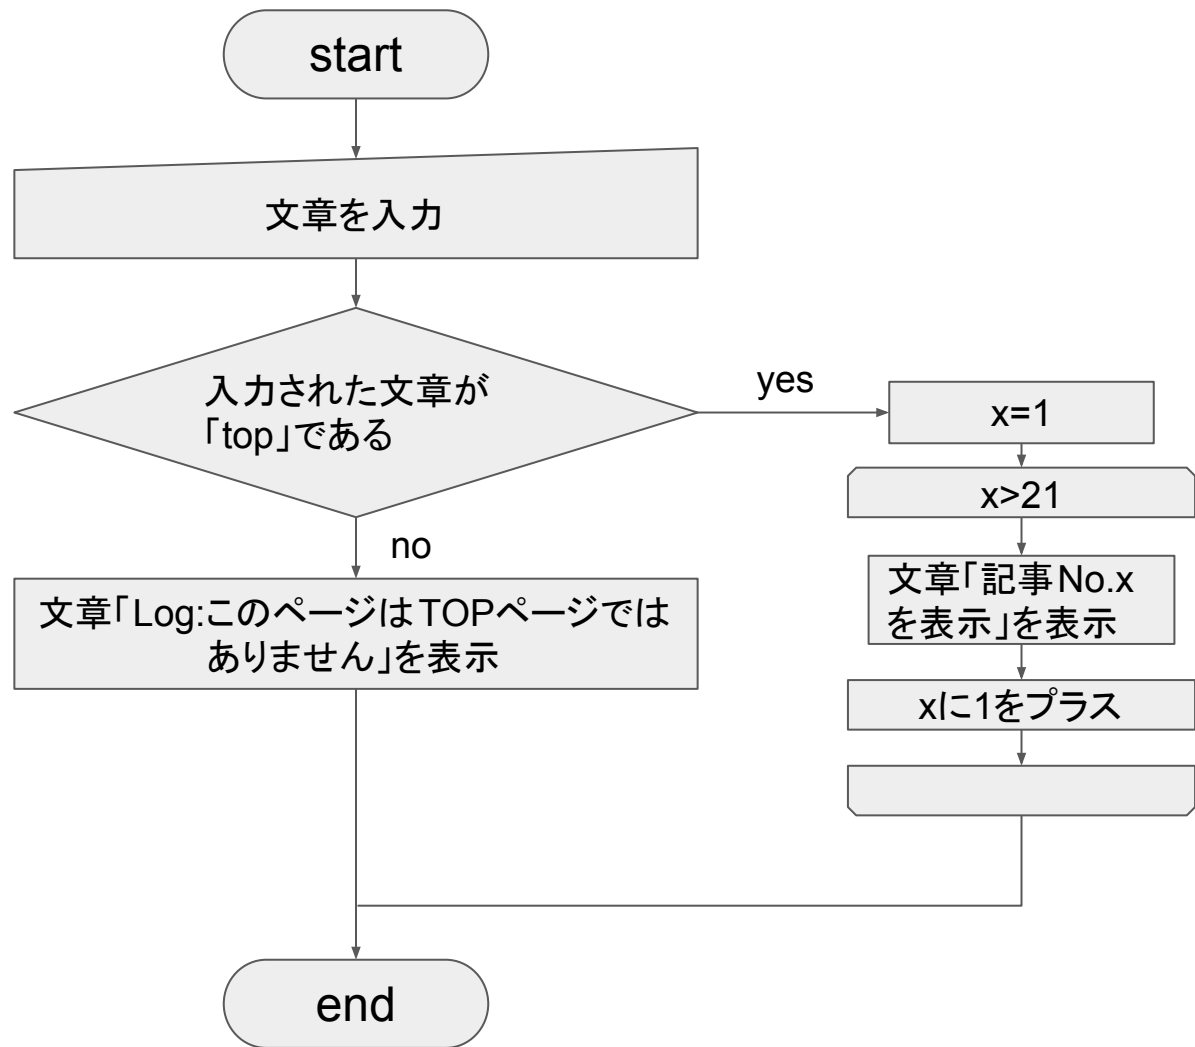 start
文章を入力
入力された文章が
「top」である
yes
x=1
x>21
no
文章「記事No.x
を表示」を表示
文章「Log:このページはTOPページでは
ありません」を表示
xに1をプラス
end